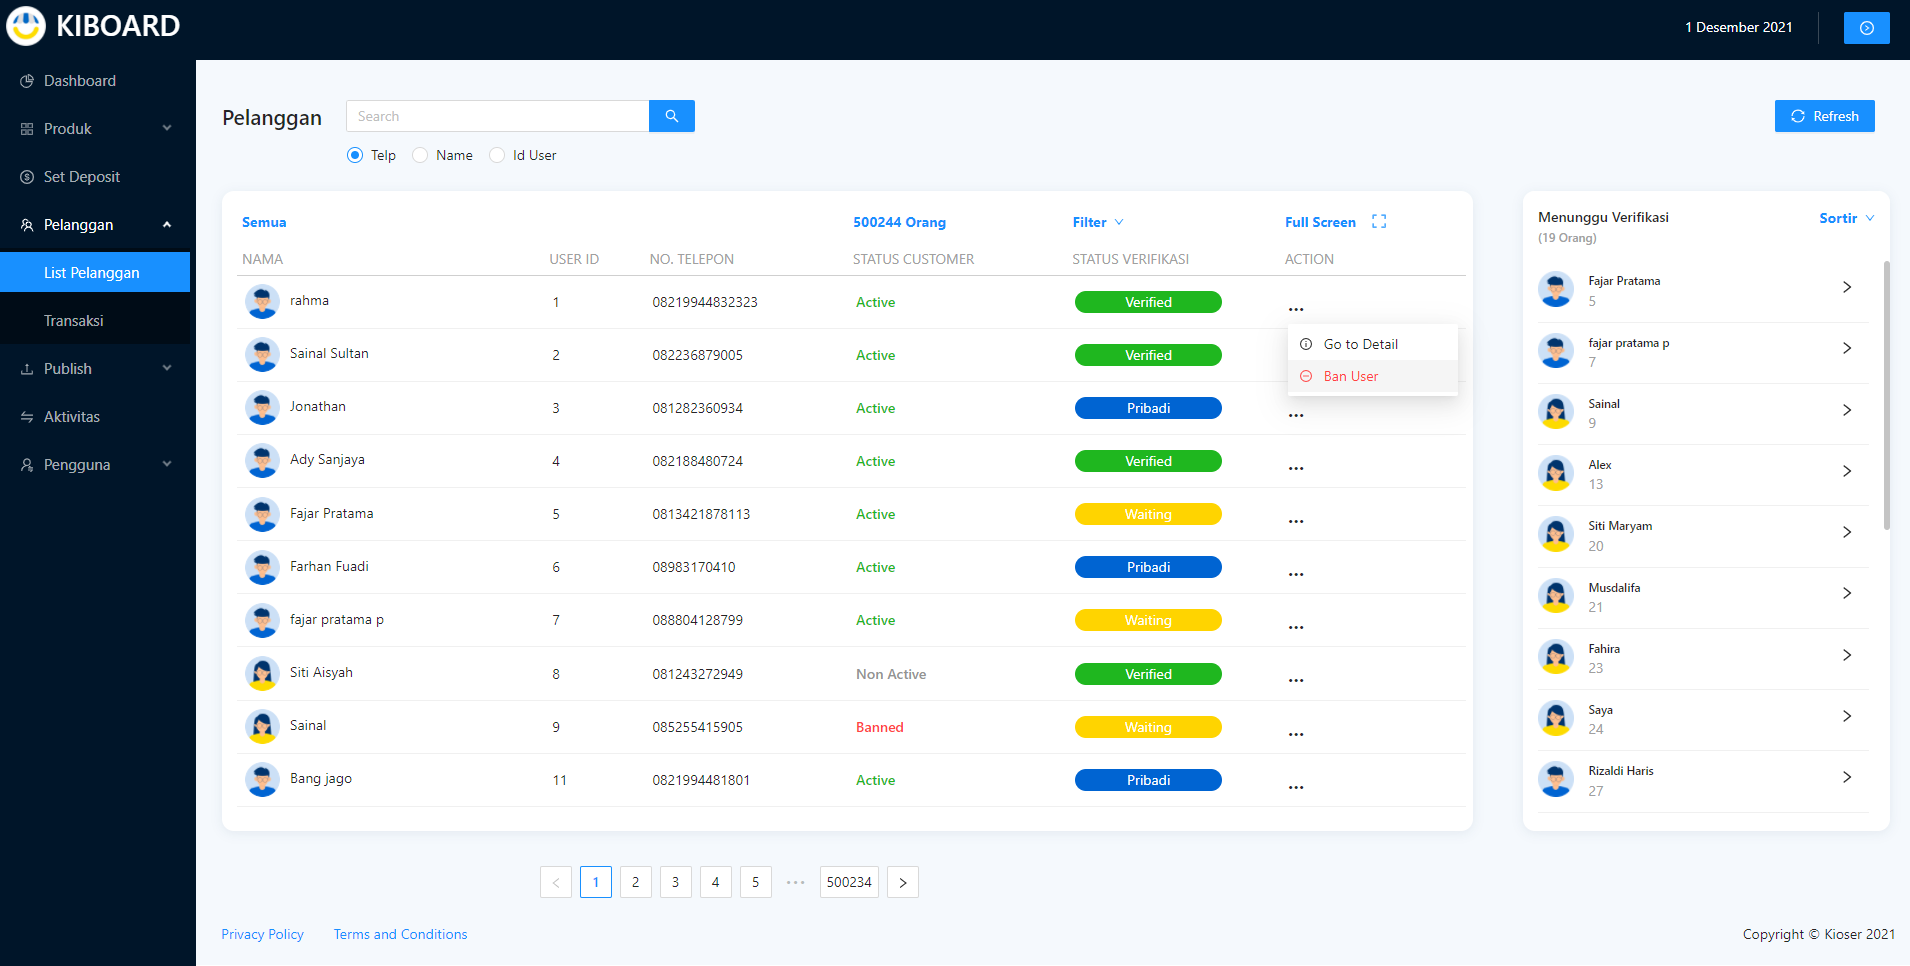 KIBOARD
1 Desember 2021
Dashboard
Produk
Set Deposit
Pelanggan
List Pelanggan
Transaksi
Publish
Aktivitas
Pengguna
Pelanggan
Search
Refresh
Telp Name Id User
Semua 500244 Orang Filter Full Screen
NAMA USER ID NO. TELEPON STATUS CUSTOMER STATUS VERIFIKASI ACTION
rahma 1 08219944832323 Active Verified ...
Go to Detail
Ban User
Sainal Sultan 2 082236879005 Active Verified
Jonathan 3 081282360934 Active Pribadi ...
Ady Sanjaya 4 082188480724 Active Verified ...
Fajar Pratama 5 0813421878113 Active Waiting ...
Farhan Fuadi 6 08983170410 Active Pribadi ...
fajar pratama p 7 088804128799 Active Waiting ...
Siti Aisyah 8 081243272949 Non Active Verified ...
Sainal 9 085255415905 Banned Waiting ...
Bang jago 11 0821994481801 Active Pribadi ...
Menunggu Verifikasi Sortir
(19 Orang)
Fajar Pratama
5
fajar pratama p
7
Sainal
9
Alex
13
Siti Maryam
20
Musdalifa
21
Fahira
23
Saya
24
Rizaldi Haris
27
< 1 2 3 4 5 ••• 500234 >
Privacy Policy Terms and Conditions
Copyright © Kioser 2021